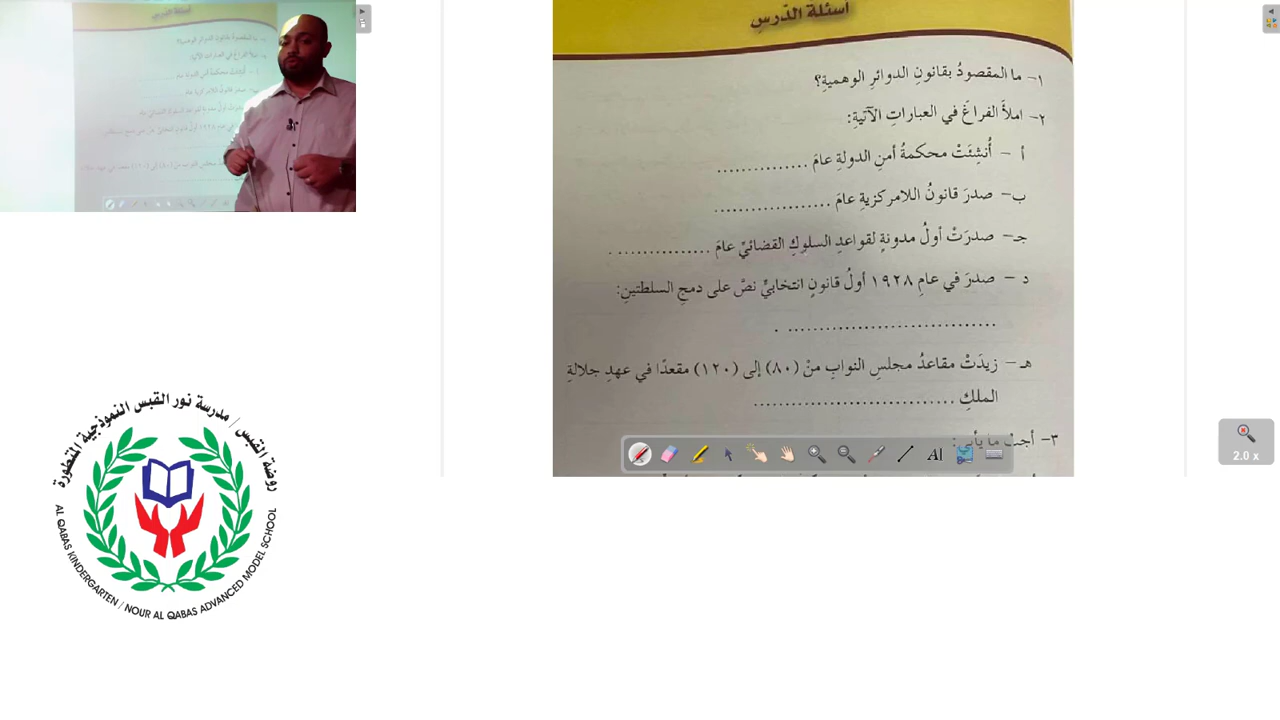 أسئلة الدّرسِ
١- ما المقصودُ بقانونِ الدوائرِ الوهميةِ؟
٢- املأَ الفراغَ في العباراتِ الآتيةِ:
أ - أُنشِئَتْ محكمةُ أمنِ الدولةِ عامَ ...............
ب- صدرَ قانونُ اللامركزيةِ عامَ ...................
جـ- صدرَتْ أولُ مدونةٍ لقواعدِ السلوكِ القضائيِّ عامَ ................ .
د - صدرَ في عامِ ١٩٢٨ أولُ قانونٍ انتخابيٍّ نصَّ على دمجِ السلطتينِ:
................................ .
هـ- زيدَتْ مقاعدُ مجلسِ النوابِ منْ (٨٠) إلى (١٢٠) مقعدًا في عهدِ جلالةِ
الملكِ ...............................
٣- أجبْ
A
2.0 x
روضة القبس / مدرسة نور القبس النموذجية المتطورة
AL QABAS KINDERGARTEN / NOUR AL QABAS ADVANCED MODEL SCHOOL